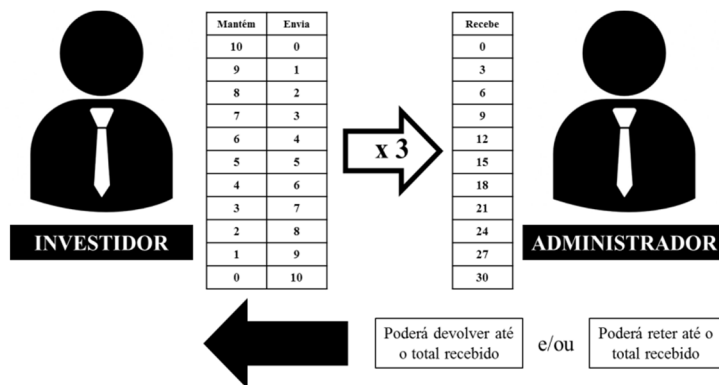 Mantém Envia
10 0
9 1
8 2
7 3
6 4
5 5
4 6
3 7
2 8
1 9
0 10
x 3
Recebe
0
3
6
9
12
15
18
21
24
27
30
INVESTIDOR
ADMINISTRADOR
Poderá devolver até
o total recebido
e/ou
Poderá reter até o
total recebido